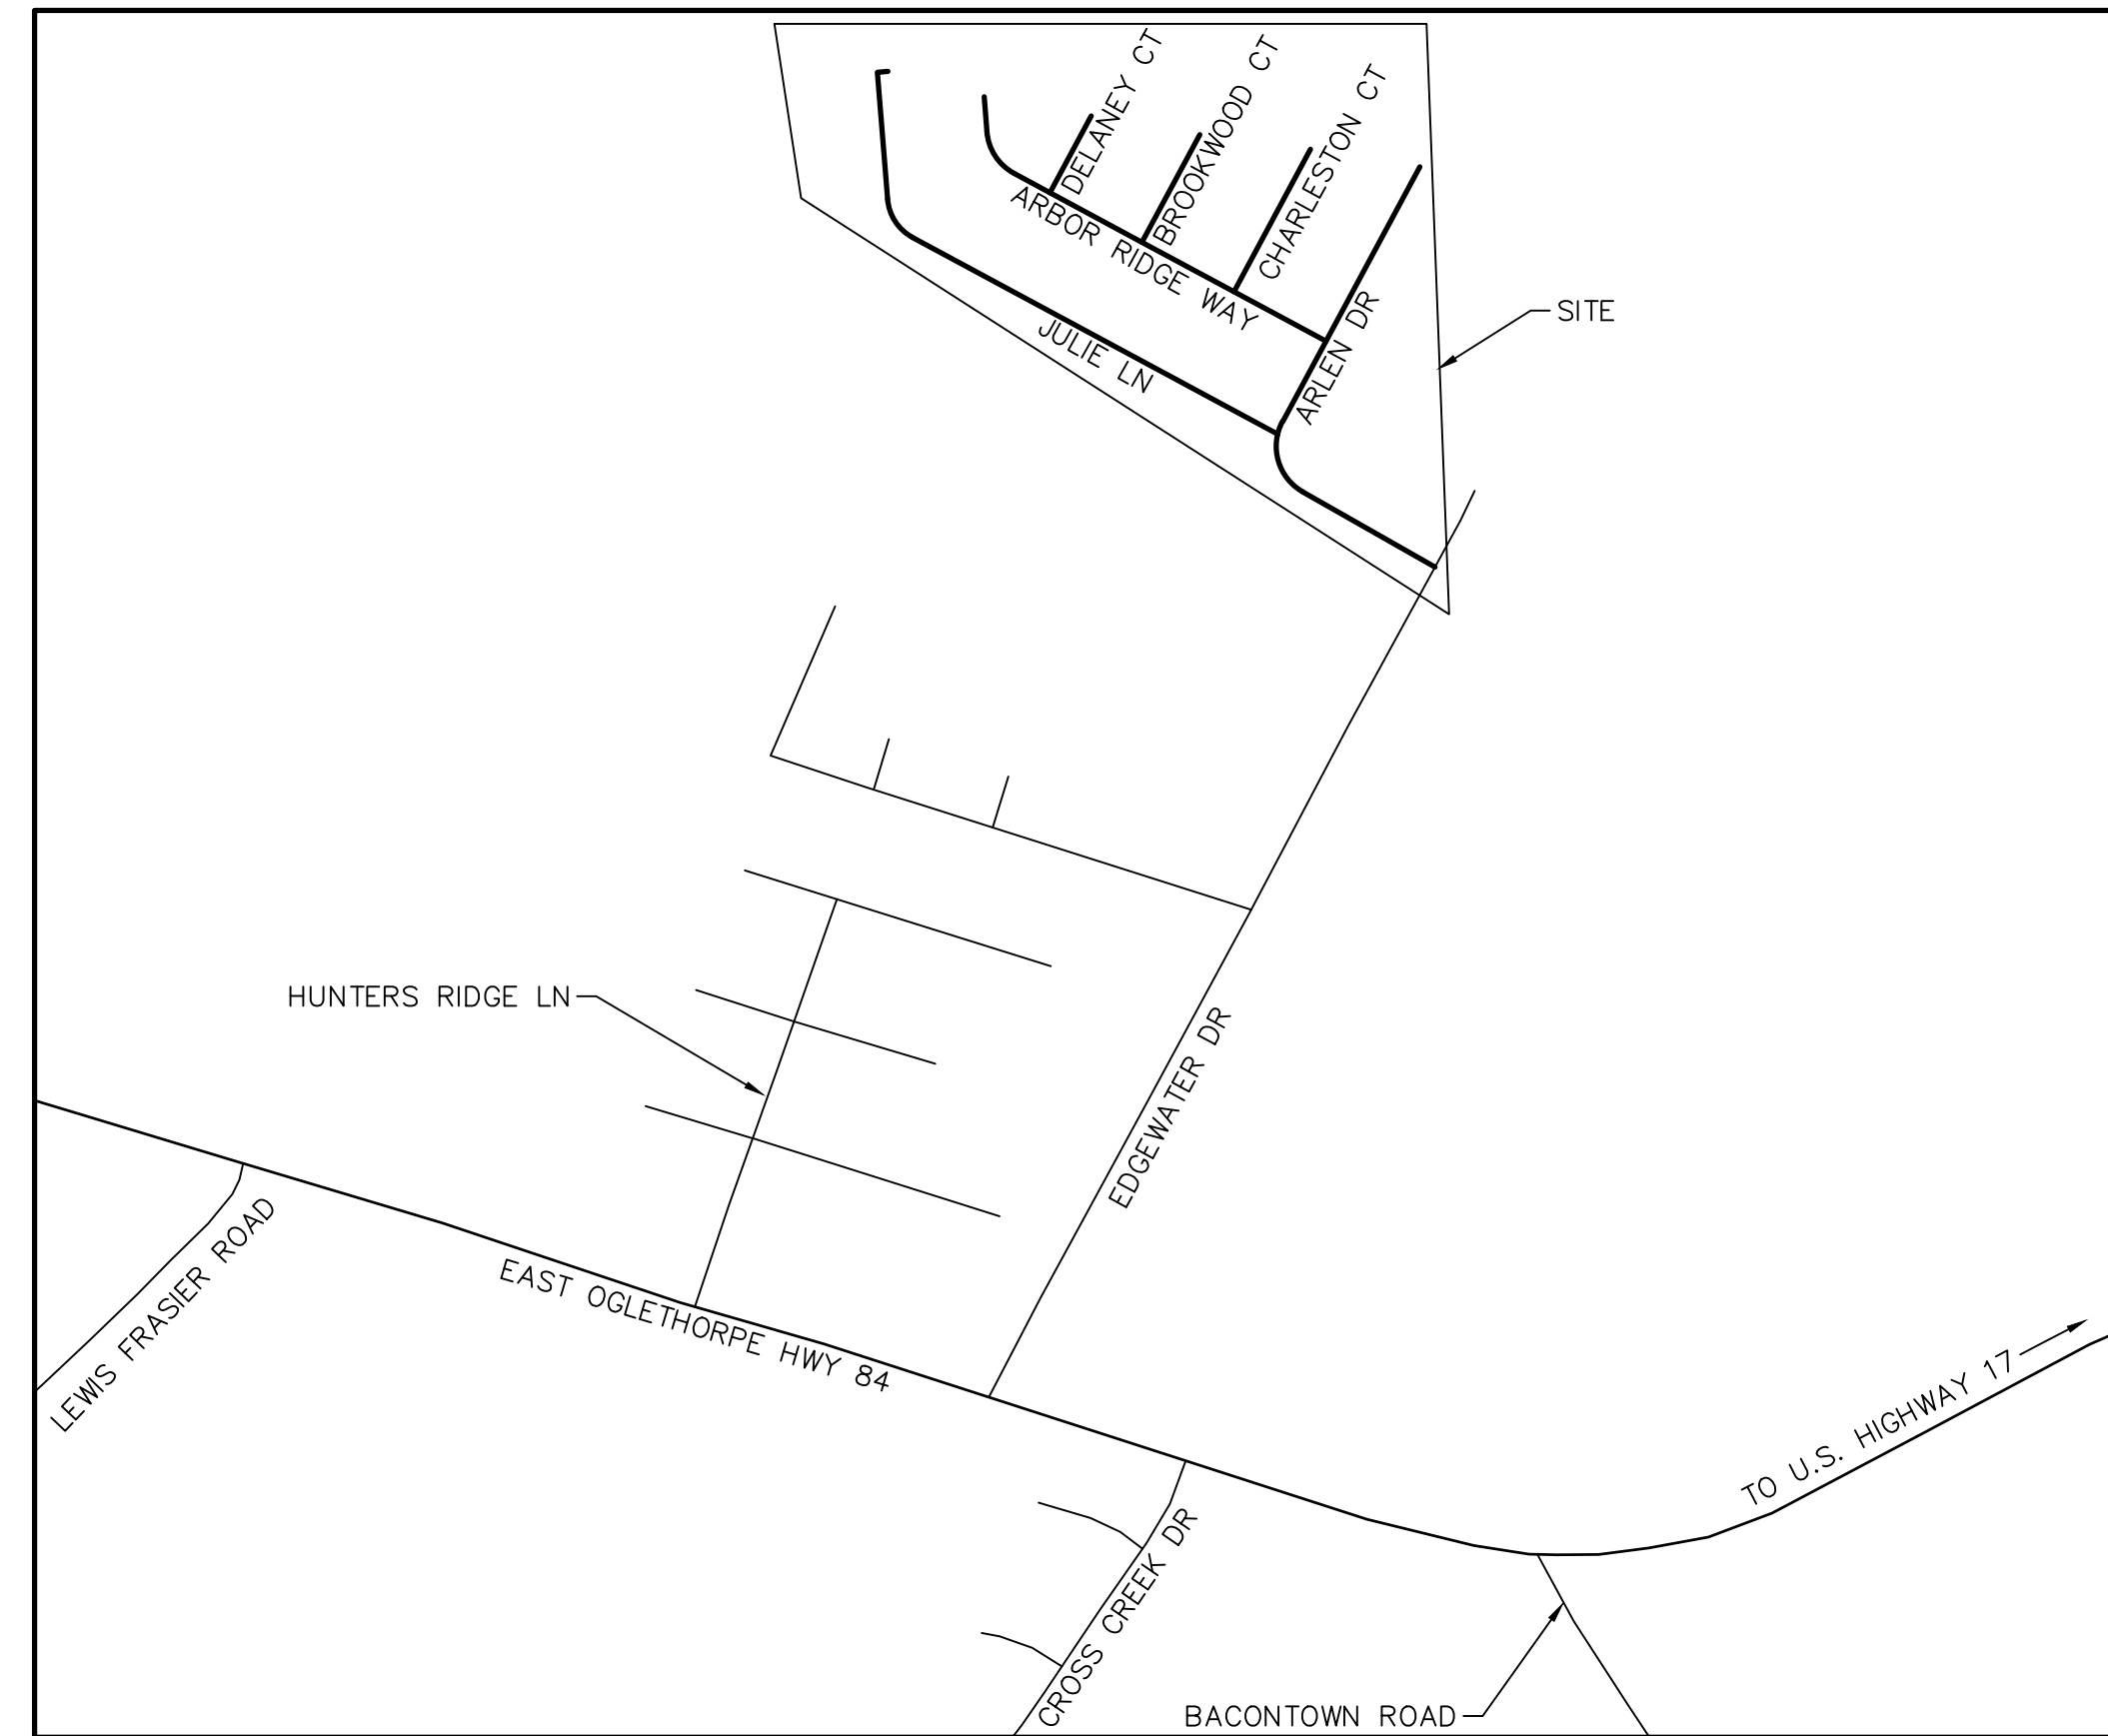 DELANEY CT
BROOKWOOD CT
CHARLESTON CT
ARBOR RIDGE WAY
ARLEN DR
SITE
JULIE LN
HUNTERS RIDGE LN
EDGEWATER DR
LEWIS FRASIER ROAD
EAST OGLETHORPE HWY 84
TO U.S. HIGHWAY 17
CROSS CREEK DR
BACONTOWN ROAD